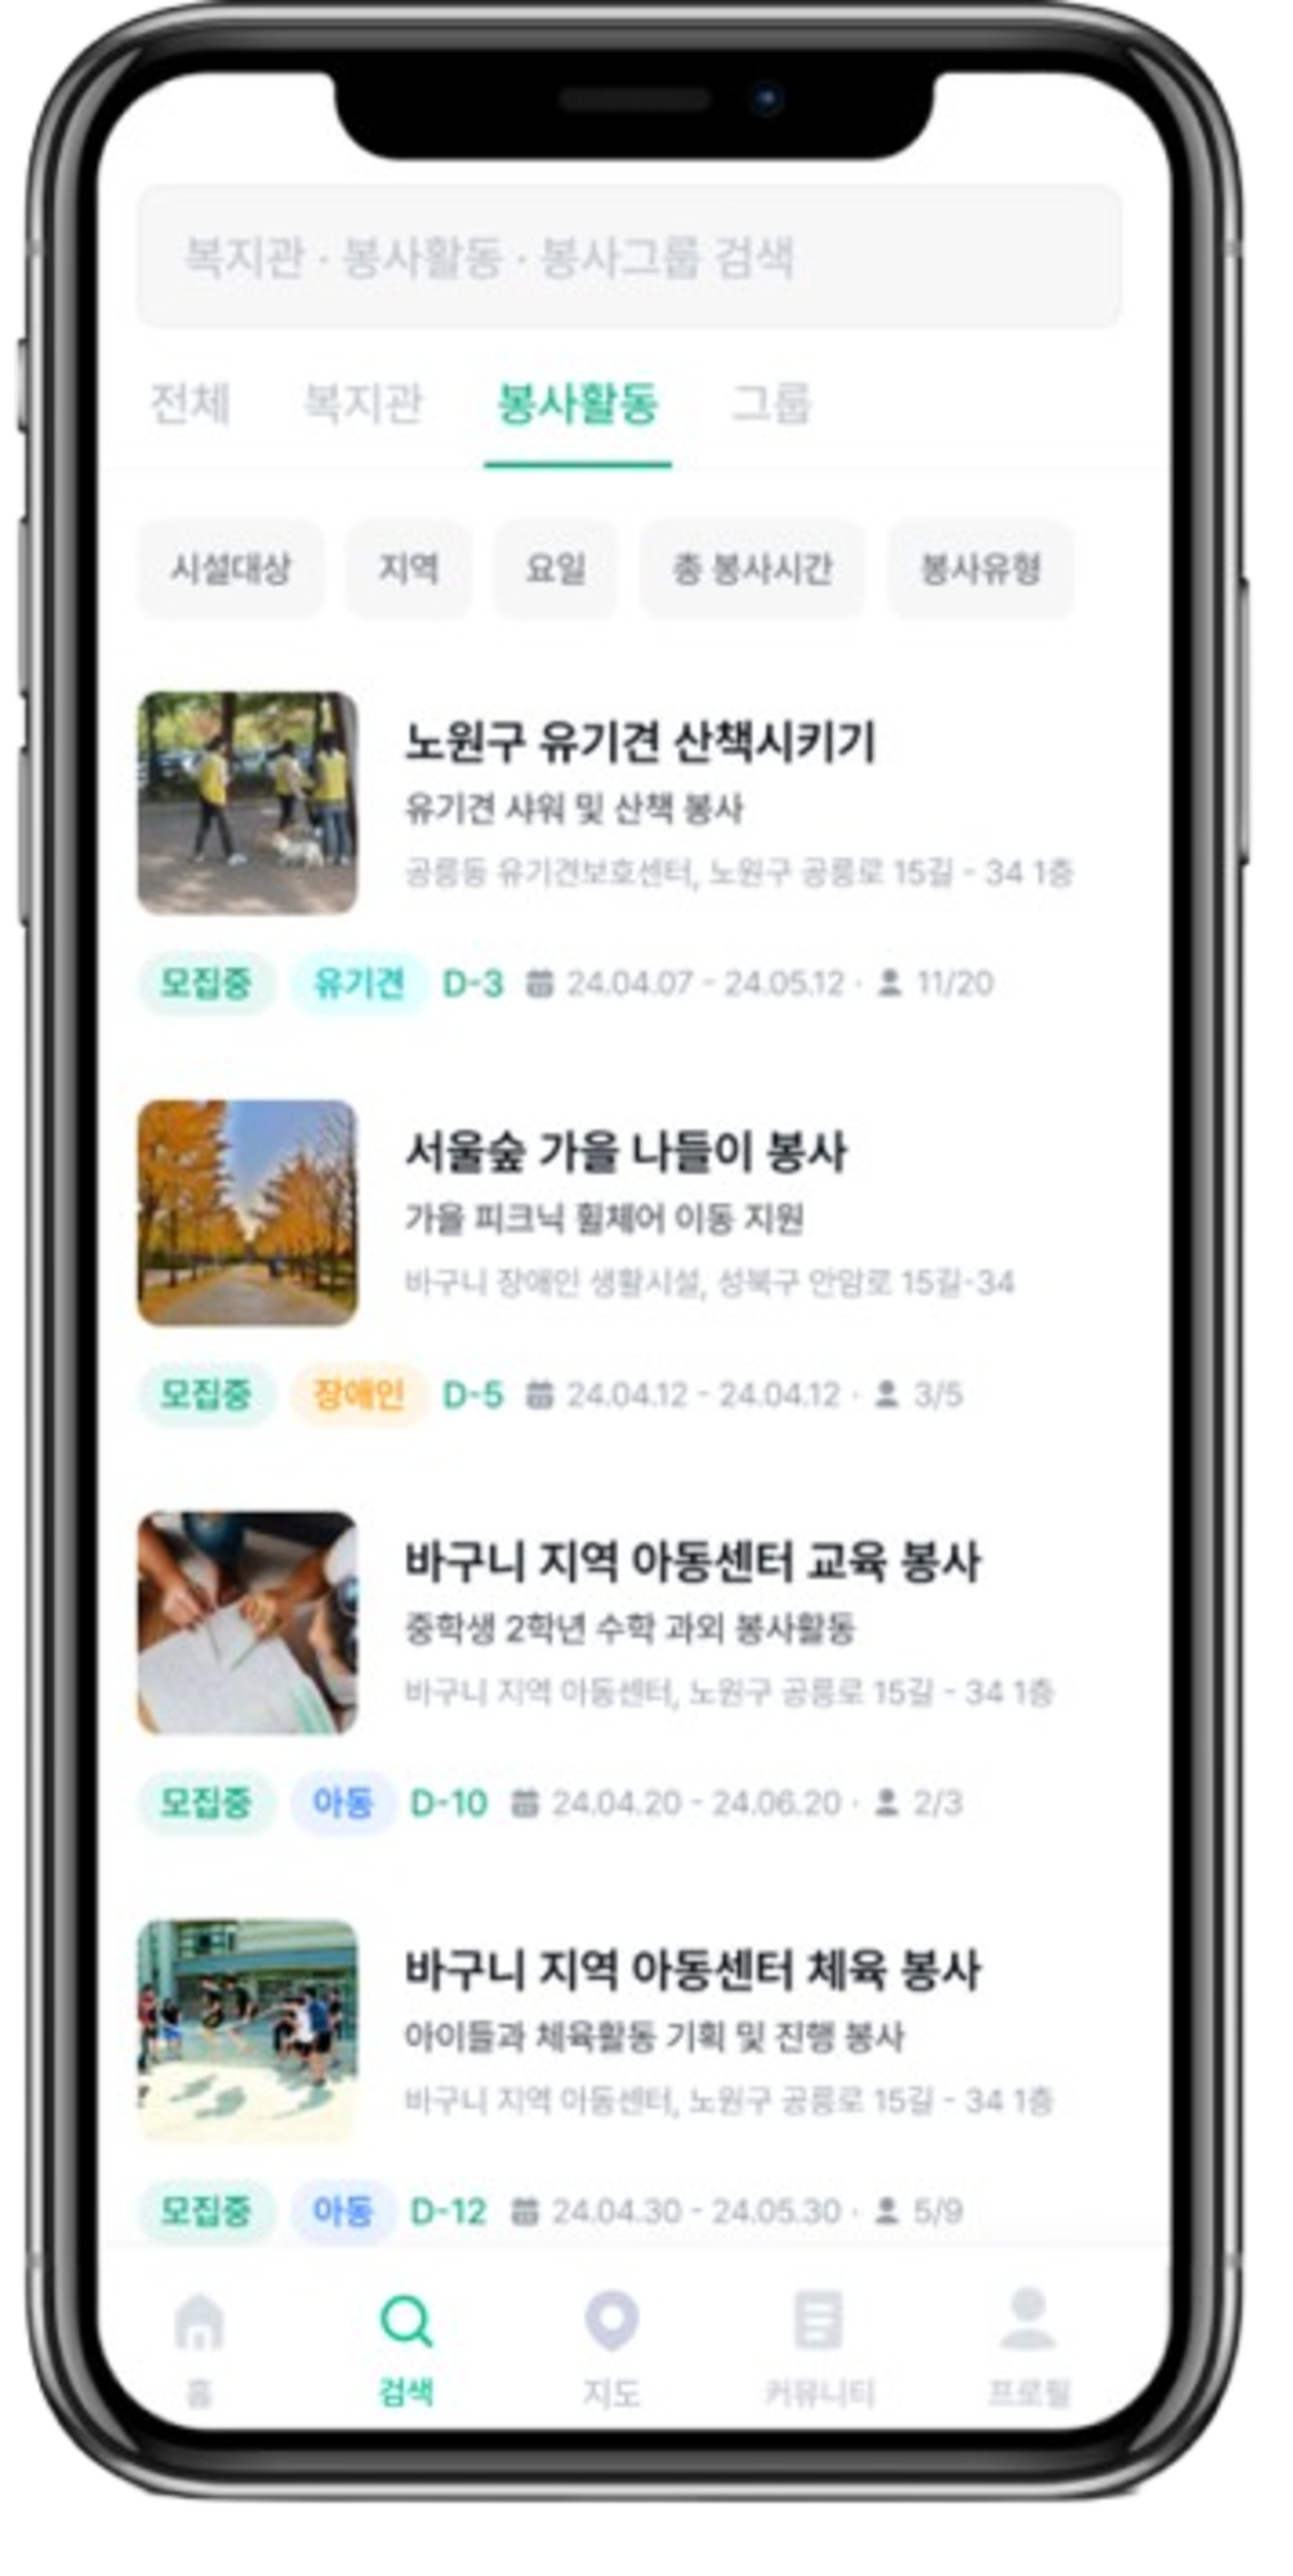 복지관 · 봉사활동 · 봉사그룹 검색
전체 복지관 봉사활동 그룹
시설대상 지역 요일 총 봉사시간 봉사유형
노원구 유기견 산책시키기
유기견 샤워 및 산책 봉사
공릉동 유기견보호센터, 노원구 공릉로 15길 - 34 1층
모집중 유기견 D-3 24.04.07 - 24.05.12 · 11/20
서울숲 가을 나들이 봉사
가을 피크닉 휠체어 이동 지원
바구니 장애인 생활시설, 성북구 안암로 15길-34
모집중 장애인 D-5 24.04.12 - 24.04.12 · 3/5
바구니 지역 아동센터 교육 봉사
중학생 2학년 수학 과외 봉사활동
바구니 지역 아동센터, 노원구 공릉로 15길 - 34 1층
모집중 아동 D-10 24.04.20 - 24.06.20 · 2/3
바구니 지역 아동센터 체육 봉사
아이들과 체육활동 기획 및 진행 봉사
바구니 지역 아동센터, 노원구 공릉로 15길 - 34 1층
모집중 아동 D-12 24.04.30 - 24.05.30 · 5/9
홈 검색 지도 커뮤니티 프로필